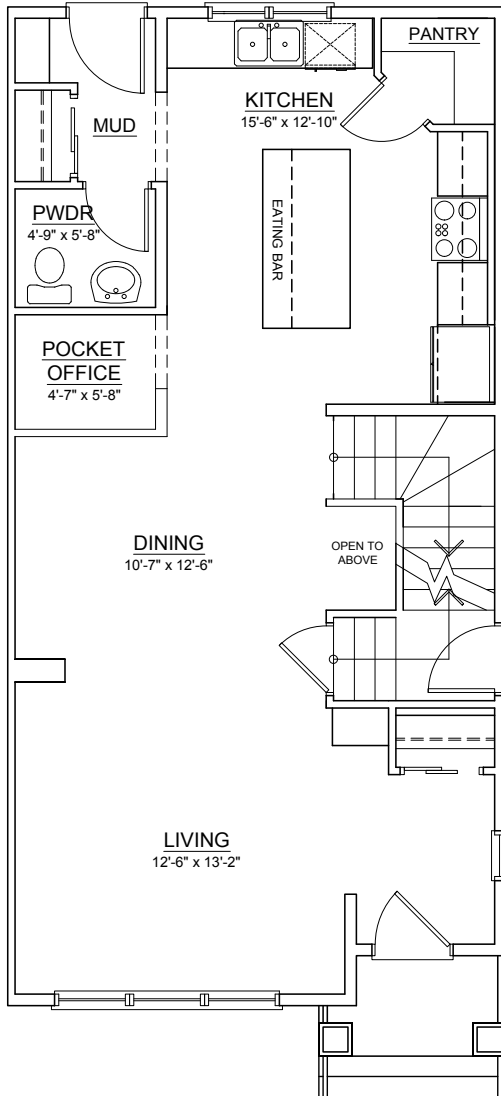 PANTRY
KITCHEN
15'-6" x 12'-10"
MUD
PWDR
4'-9" x 5'-8"
EATING BAR
POCKET
OFFICE
4'-7" x 5'-8"
DINING
10'-7" x 12'-6"
OPEN TO
ABOVE
LIVING
12'-6" x 13'-2"